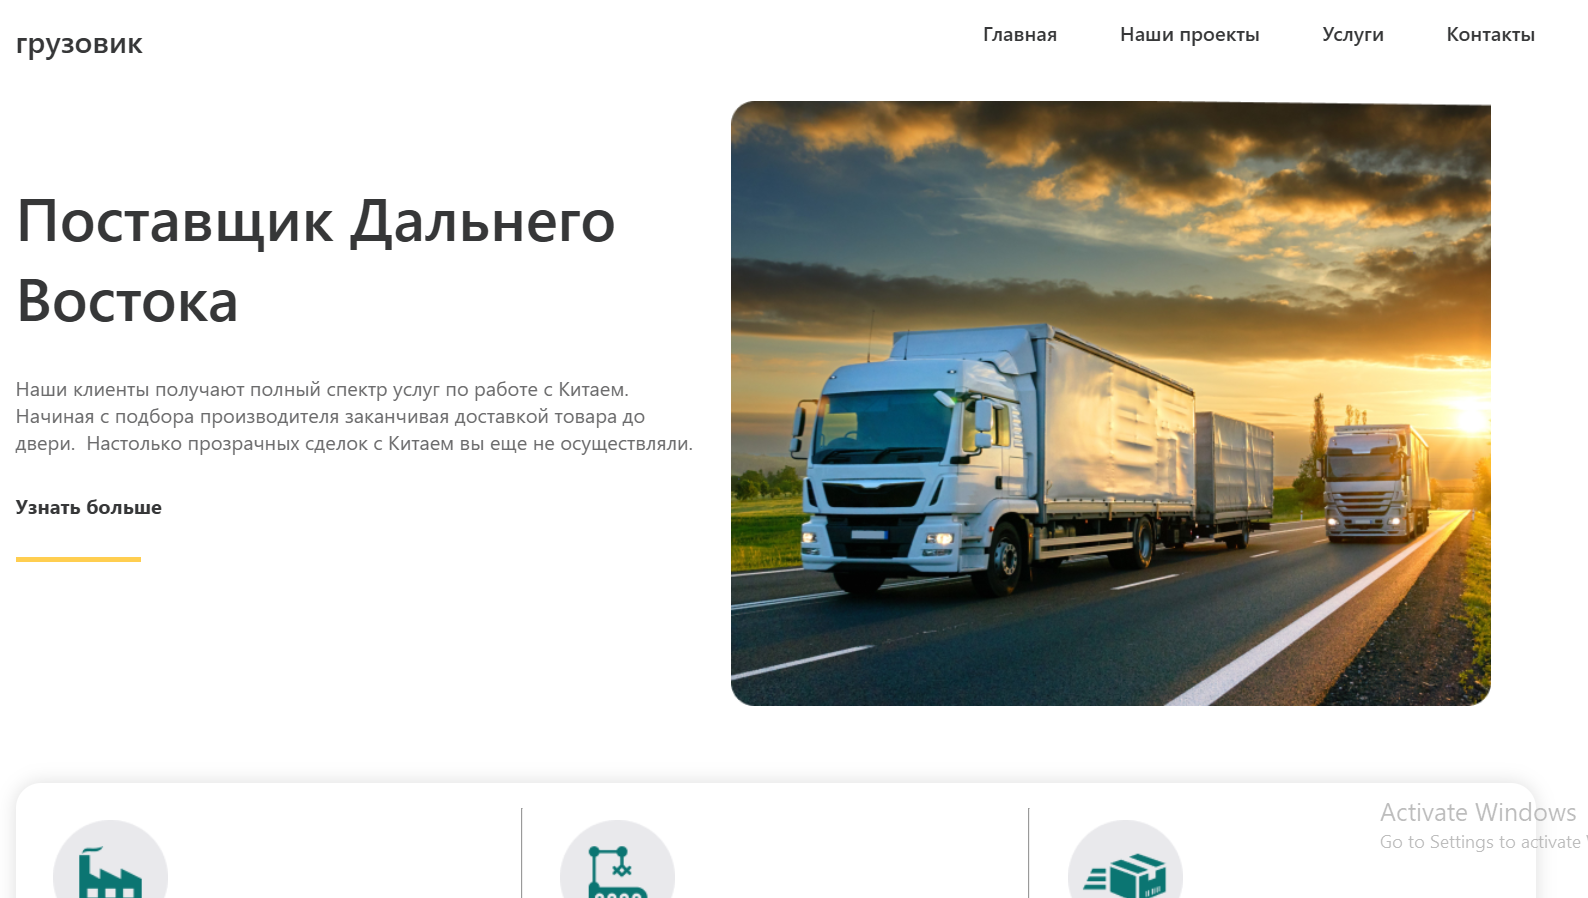 грузовик
Главная
Наши проекты
Услуги
Контакты
Поставщик Дальнего
Востока
Наши клиенты получают полный спектр услуг по работе с Китаем.
Начиная с подбора производителя заканчивая доставкой товара до
двери.  Настолько прозрачных сделок с Китаем вы еще не осуществляли.
Узнать больше
Activate Windows
Go to Settings to activate